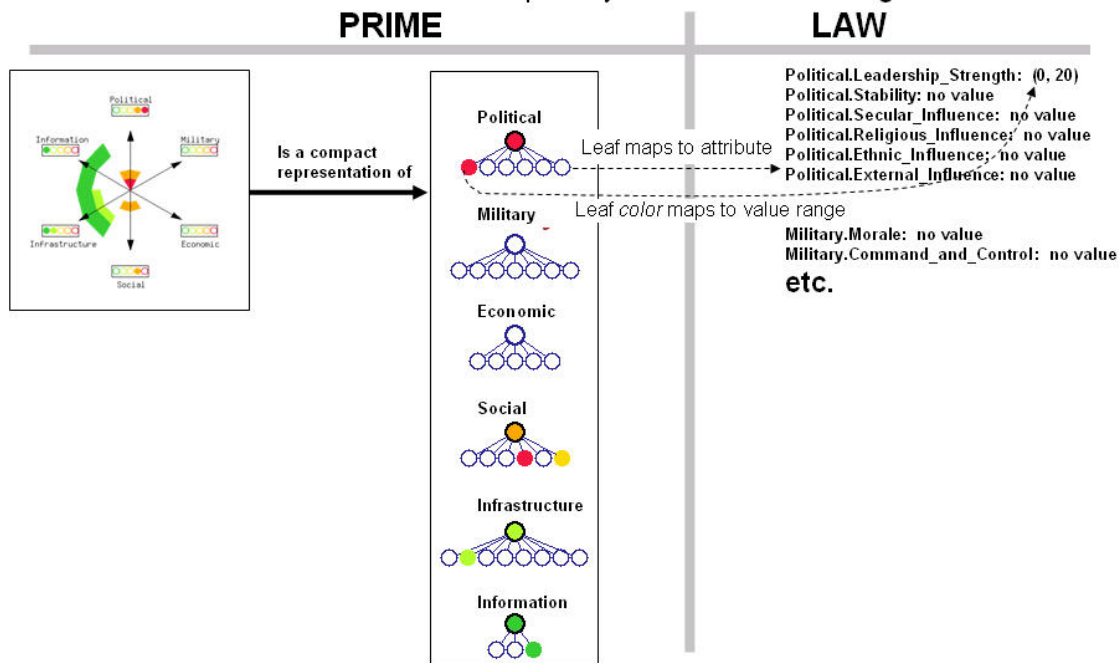 PRIME
LAW
Political
Information
Military
Infrastructure
Economic
Social
Is a compact
representation of
Political
Military
Economic
Social
Infrastructure
Information
Leaf maps to attribute
Leaf color maps to value range
Political.Leadership_Strength: (0, 20)
Political.Stability: no value
Political.Secular_Influence: no value
Political.Religious_Influence: no value
Political.Ethnic_Influence: no value
Political.External_Influence: no value
Military.Morale: no value
Military.Command_and_Control: no value
etc.